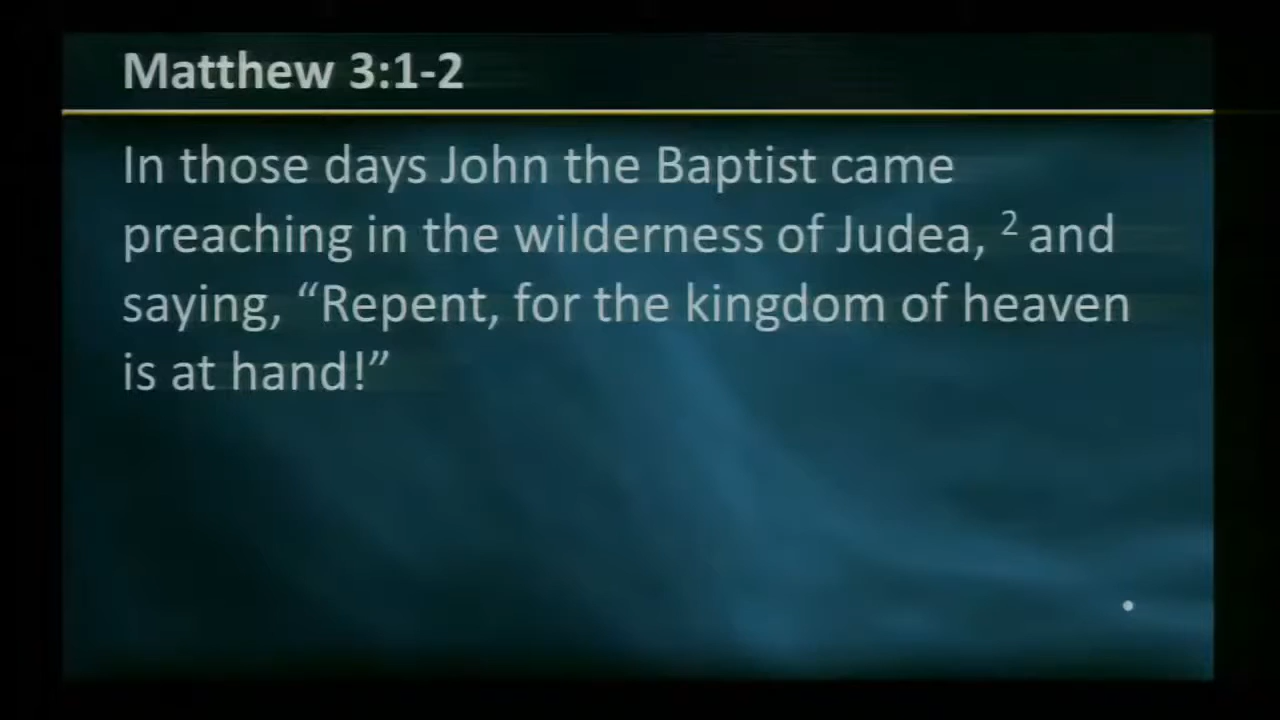 Matthew 3:1-2
In those days John the Baptist came
preaching in the wilderness of Judea, ² and
saying, “Repent, for the kingdom of heaven
is at hand!”